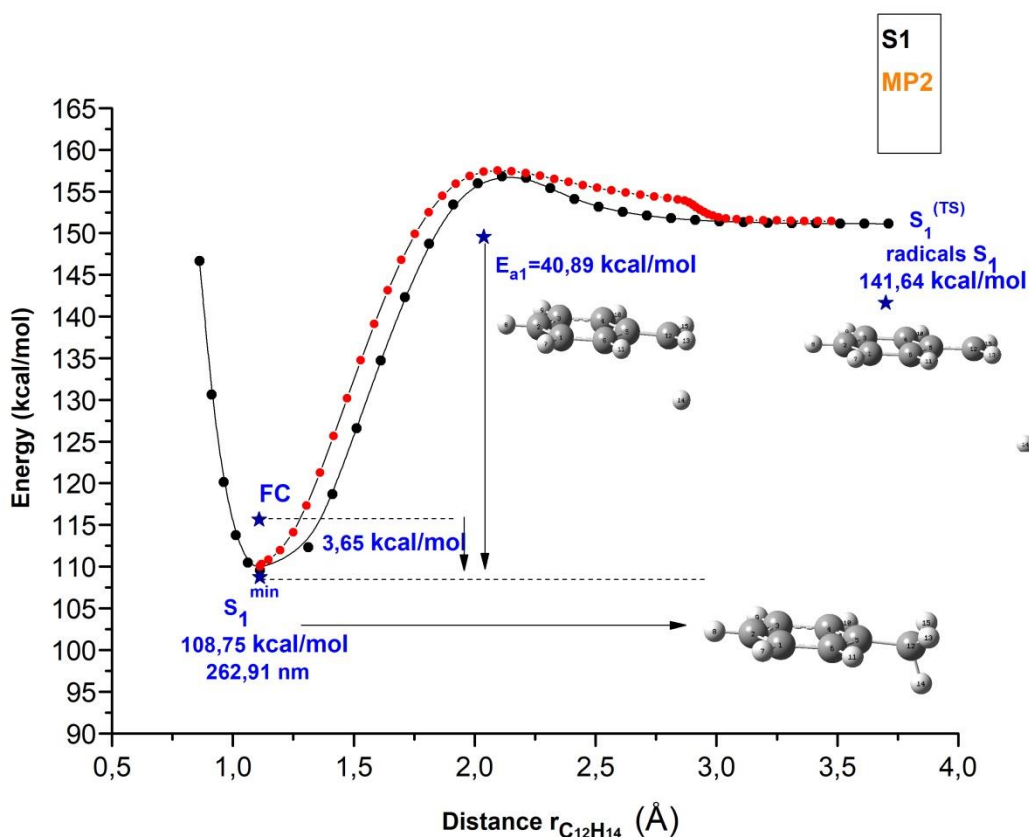 S1
MP2
165
160
155
150
145
140
135
130
125
120
115
110
105
100
95
90
Energy (kcal/mol)
S1 (TS)
radicals S1
141,64 kcal/mol
Ea1=40,89 kcal/mol
FC
3,65 kcal/mol
S1 min
108,75 kcal/mol
262,91 nm
0,5 1,0 1,5 2,0 2,5 3,0 3,5 4,0
Distance rC12H14 (Å)